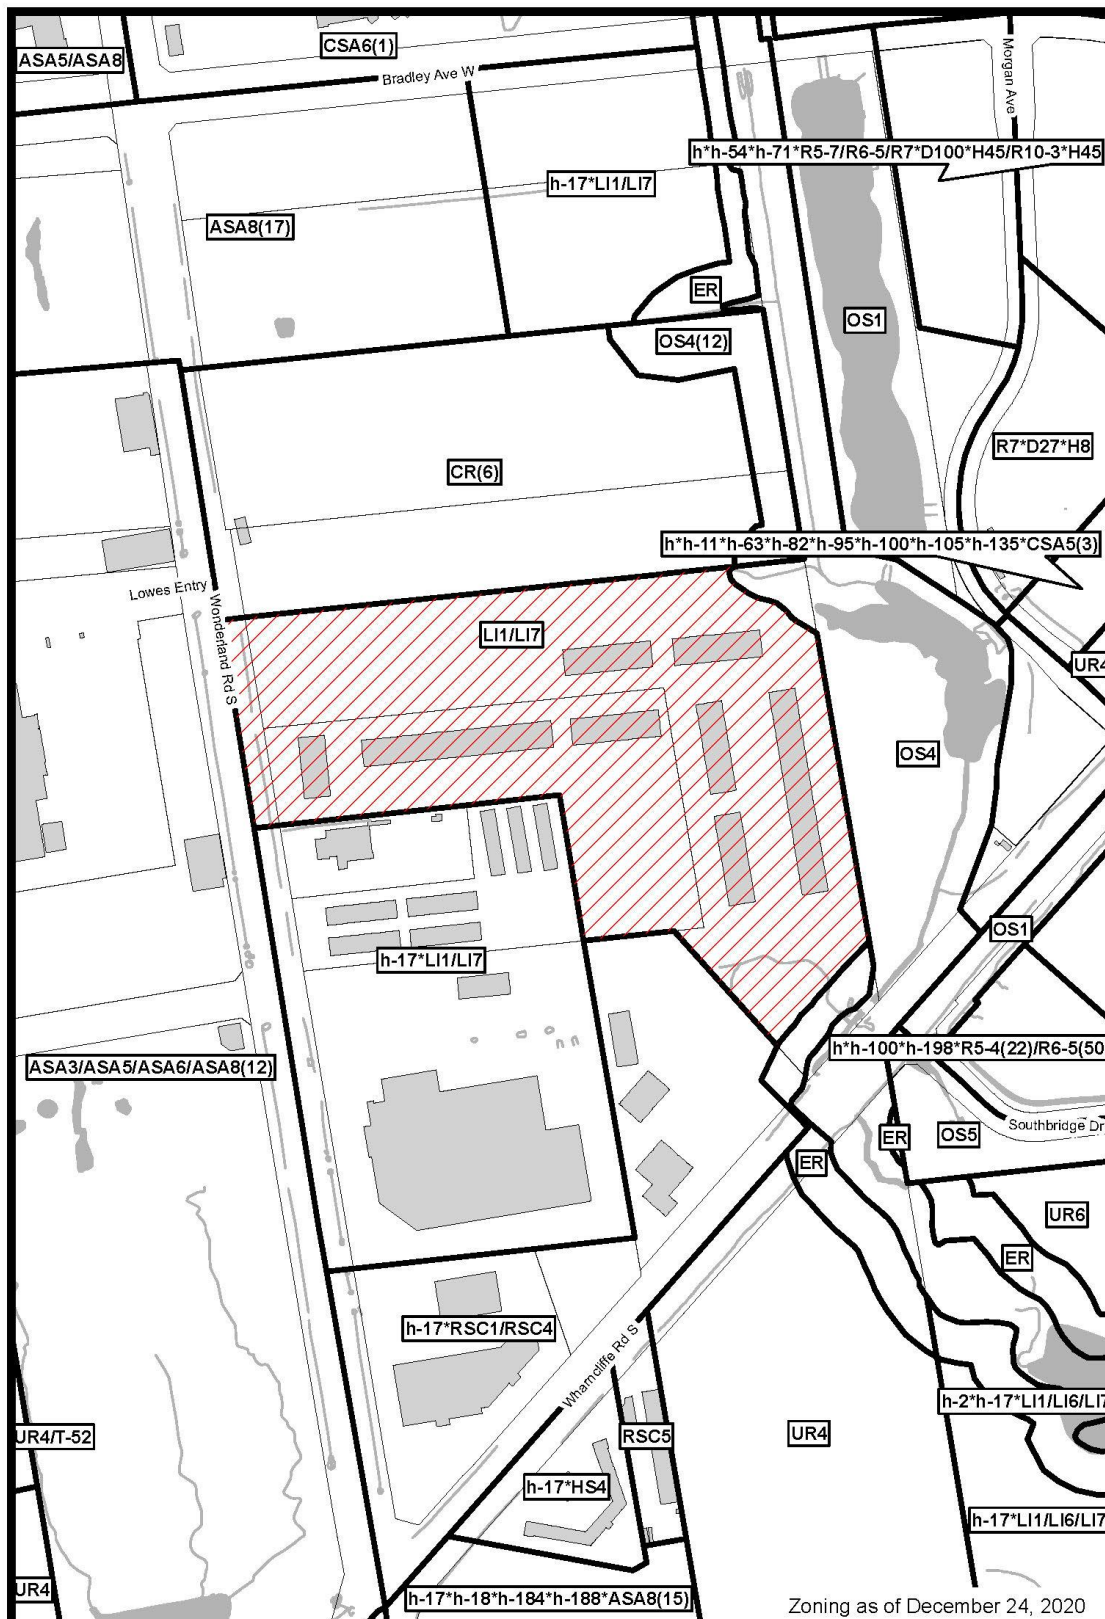 CSA6(1)
ASA5/ASA8
Bradley Ave W
Morgan Ave
h*h-54*h-71*R5-7/R6-5/R7*D100*H45/R10-3*H45
h-17*LI1/LI7
ASA8(17)
ER
OS1
OS4(12)
R7*D27*H8
CR(6)
h*h-11*h-63*h-82*h-95*h-100*h-105*h-135*CSA5(3)
Lowes Entry
Wonderland Rd S
LI1/LI7
UR4
OS4
OS1
h-17*LI1/LI7
h*h-100*h-198*R5-4(22)/R6-5(50
ASA3/ASA5/ASA6/ASA8(12)
Southbridge Dr
ER
OS5
ER
UR6
ER
h-17*RSC1/RSC4
Wharncliffe Rd S
h-2*h-17*LI1/LI6/LI7
UR4/T-52
RSC5
UR4
h-17*HS4
h-17*LI1/LI6/LI7
UR4
h-17*h-18*h-184*h-188*ASA8(15)
Zoning as of December 24, 2020